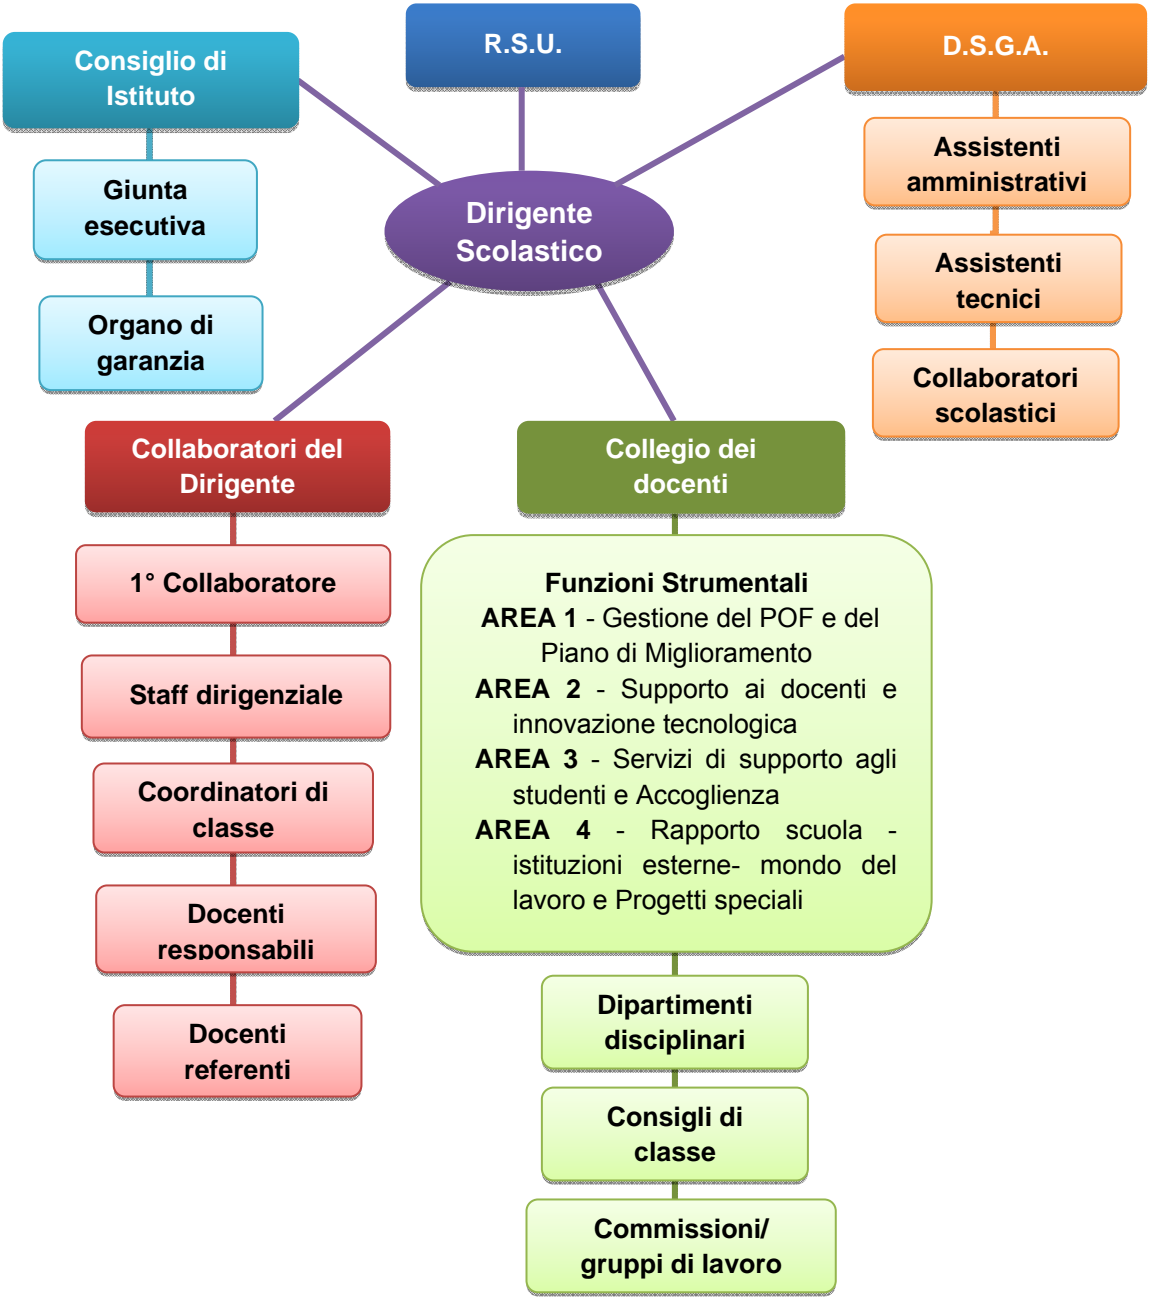 R.S.U.
D.S.G.A.
Consiglio di
Istituto
Assistenti
amministrativi
Giunta
esecutiva
Dirigente
Scolastico
Assistenti
tecnici
Organo di
garanzia
Collaboratori
scolastici
Collaboratori del
Dirigente
1° Collaboratore
Staff dirigenziale
Coordinatori di
classe
Docenti
responsabili
Docenti
referenti
Collegio dei
docenti
Funzioni Strumentali
AREA 1 - Gestione del POF e del
Piano di Miglioramento
AREA 2 - Supporto ai docenti e
innovazione tecnologica
AREA 3 - Servizi di supporto agli
studenti e Accoglienza
AREA 4 - Rapporto scuola -
istituzioni esterne- mondo del
lavoro e Progetti speciali
Dipartimenti
disciplinari
Consigli di
classe
Commissioni/
gruppi di lavoro